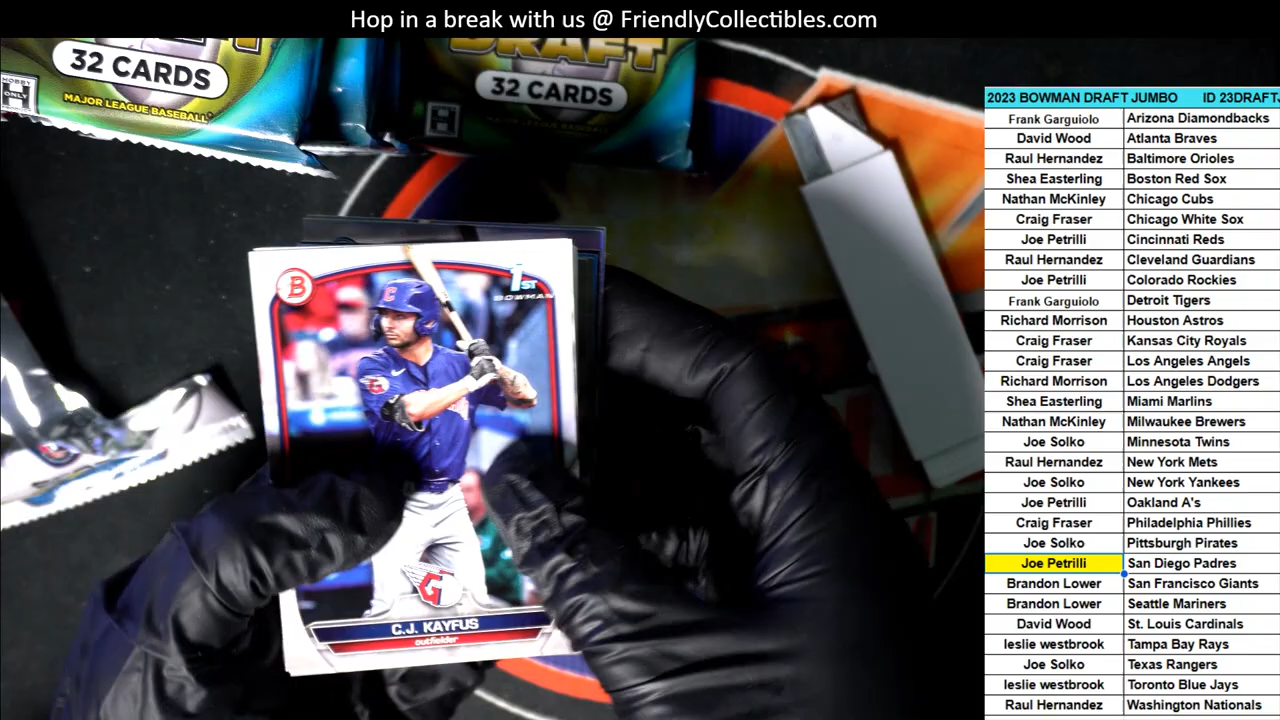 Hop in a break with us @ FriendlyCollectibles.com
32 CARDS
HOBBY ONLY
MAJOR LEAGUE BASEBALL
DRAFT
32 CARDS
B
1ST
BOWMAN
C
G
C.J. KAYFUS
outfielder
2023 BOWMAN DRAFT JUMBO ID 23DRAFTJ
Frank Garguiolo Arizona Diamondbacks
David Wood Atlanta Braves
Raul Hernandez Baltimore Orioles
Shea Easterling Boston Red Sox
Nathan McKinley Chicago Cubs
Craig Fraser Chicago White Sox
Joe Petrilli Cincinnati Reds
Raul Hernandez Cleveland Guardians
Joe Petrilli Colorado Rockies
Frank Garguiolo Detroit Tigers
Richard Morrison Houston Astros
Craig Fraser Kansas City Royals
Craig Fraser Los Angeles Angels
Richard Morrison Los Angeles Dodgers
Shea Easterling Miami Marlins
Nathan McKinley Milwaukee Brewers
Joe Solko Minnesota Twins
Raul Hernandez New York Mets
Joe Solko New York Yankees
Joe Petrilli Oakland A's
Craig Fraser Philadelphia Phillies
Joe Solko Pittsburgh Pirates
Joe Petrilli San Diego Padres
Brandon Lower San Francisco Giants
Brandon Lower Seattle Mariners
David Wood St. Louis Cardinals
leslie westbrook Tampa Bay Rays
Joe Solko Texas Rangers
leslie westbrook Toronto Blue Jays
Raul Hernandez Washington Nationals